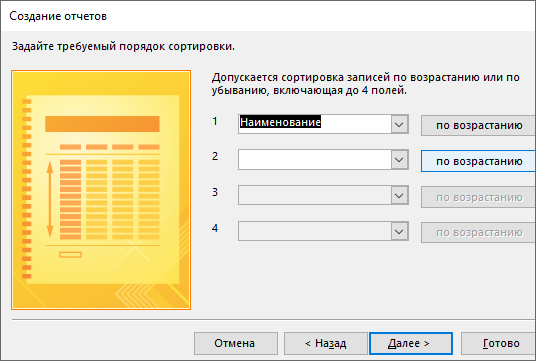 Создание отчетов
Задайте требуемый порядок сортировки.
Допускается сортировка записей по возрастанию или по
убыванию, включающая до 4 полей.
1 Наименование по возрастанию
2 по возрастанию
3 по возрастанию
4 по возрастанию
Отмена < Назад Далее > Готово